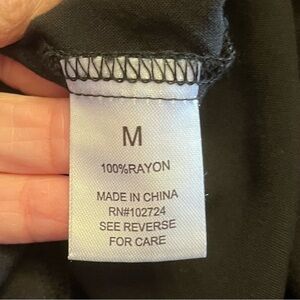 M
100%RAYON
MADE IN CHINA
RN#102724
SEE REVERSE
FOR CARE